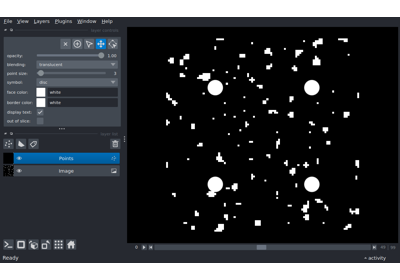 File View Layers Plugins Window Help
opacity: 1.00
blending: translucent
point size:
symbol: disc
face color: white
border color: white
display text:
out of slice:
Points
Image
0
Ready
activity